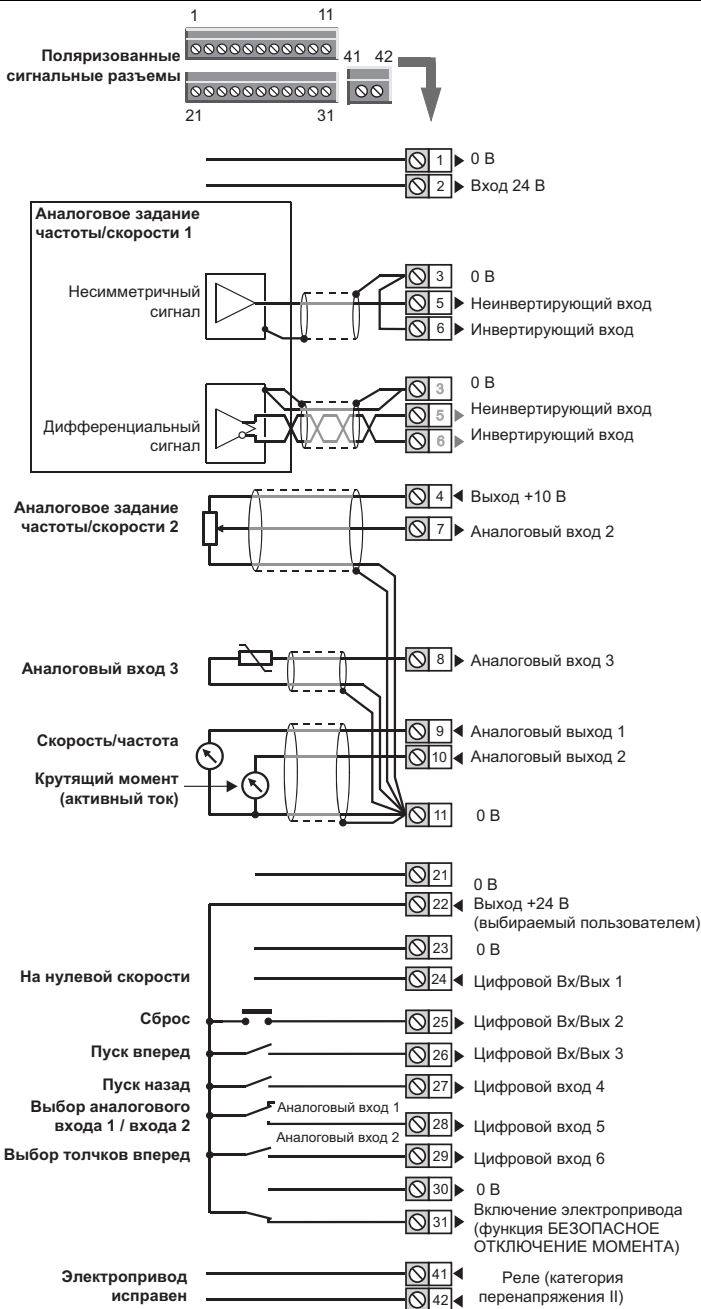 1 11
Поляризованные
сигнальные разъемы
41 42
21 31
1 0 В
2 Вход 24 В
Аналоговое задание
частоты/скорости 1
Несимметричный
сигнал
3 0 В
5 Неинвертирующий вход
6 Инвертирующий вход
Дифференциальный
сигнал
3 0 В
5 Неинвертирующий вход
6 Инвертирующий вход
Аналоговое задание
частоты/скорости 2
4 Выход +10 В
7 Аналоговый вход 2
Аналоговый вход 3
8 Аналоговый вход 3
Скорость/частота
9 Аналоговый выход 1
10 Аналоговый выход 2
Крутящий момент
(активный ток)
11 0 В
21 0 В
22 Выход +24 В
(выбираемый пользователем)
23 0 В
На нулевой скорости
24 Цифровой Вх/Вых 1
Сброс
25 Цифровой Вх/Вых 2
Пуск вперед
26 Цифровой Вх/Вых 3
Пуск назад
27 Цифровой вход 4
Выбор аналогового
входа 1 / входа 2
Аналоговый вход 1
28 Цифровой вход 5
Аналоговый вход 2
Выбор толчков вперед
29 Цифровой вход 6
30 0 В
31 Включение электропривода
(функция БЕЗОПАСНОЕ
ОТКЛЮЧЕНИЕ МОМЕНТА)
Электропривод
исправен
41 Реле (категория
42 перенапряжения II)